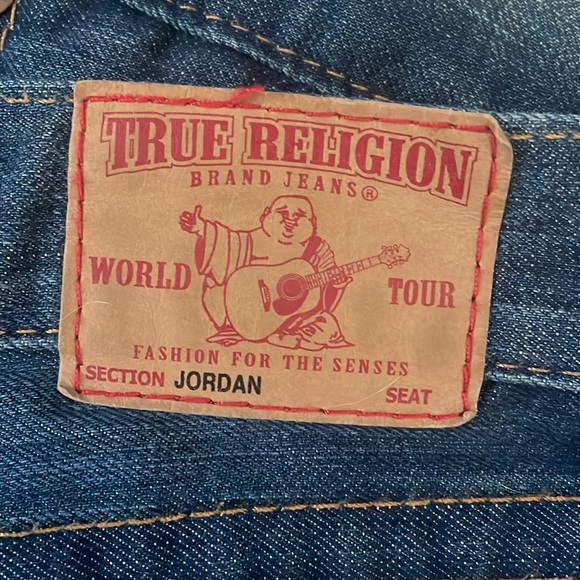 TRUE RELIGION
BRAND JEANS®
WORLD TOUR
FASHION FOR THE SENSES
SECTION JORDAN SEAT